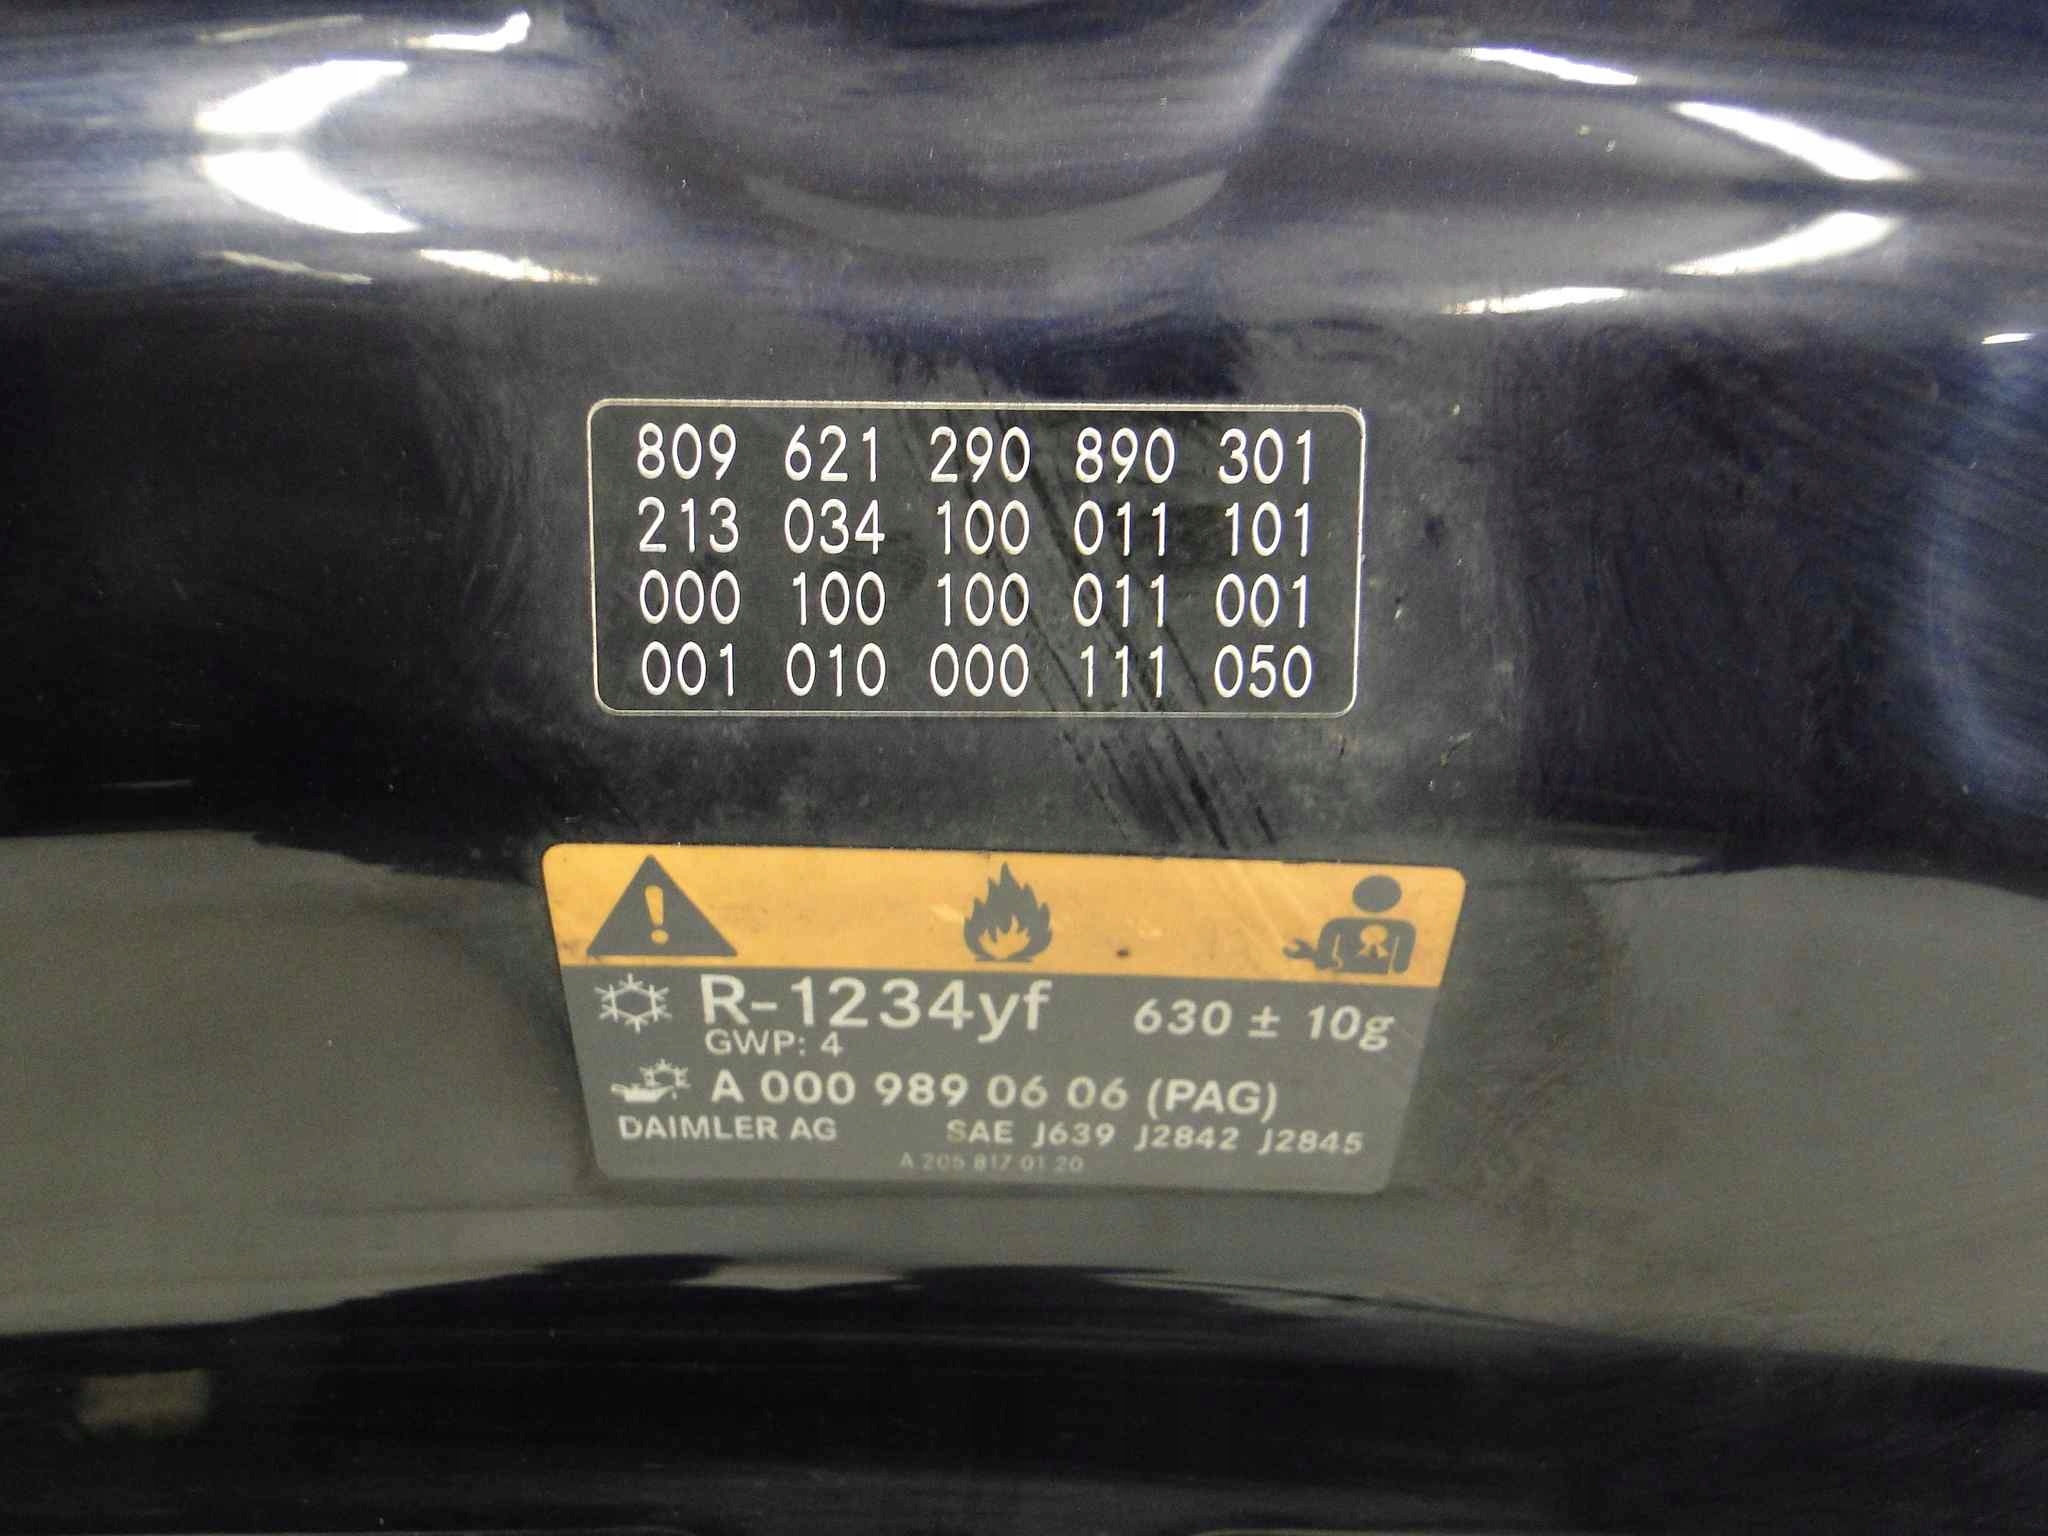 809 621 290 890 301
213 034 100 011 101
000 100 100 011 001
001 010 000 111 050
R-1234yf 630 ± 10g
GWP: 4
A 000 989 06 06 (PAG)
DAIMLER AG SAE J639 J2842 J2845
A 205 817 01 20